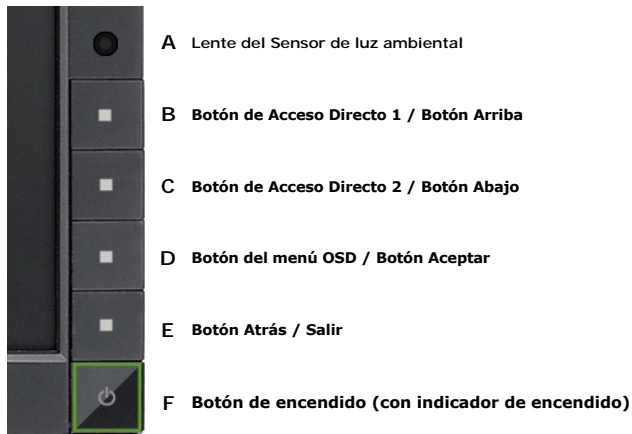 A Lente del Sensor de luz ambiental
B Botón de Acceso Directo 1 / Botón Arriba
C Botón de Acceso Directo 2 / Botón Abajo
D Botón del menú OSD / Botón Aceptar
E Botón Atrás / Salir
F Botón de encendido (con indicador de encendido)